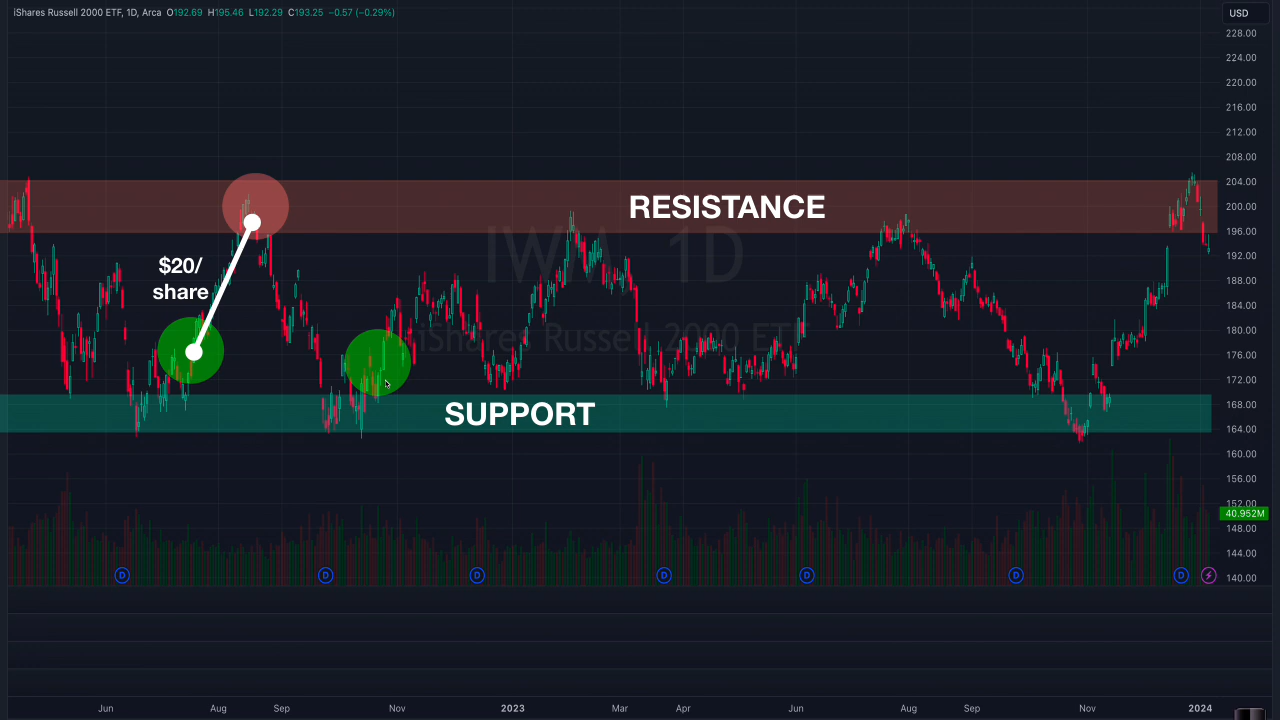 iShares Russell 2000 ETF, 1D, Arca O192.69 H195.46 L192.29 C193.25 −0.57 (−0.29%)
USD
228.00
224.00
220.00
216.00
212.00
208.00
204.00
200.00
196.00
192.00
188.00
184.00
180.00
176.00
172.00
168.00
164.00
160.00
156.00
152.00
40.952M
148.00
144.00
140.00
RESISTANCE
IWM, 1D
iShares Russell 2000 ETF
$20/
share
SUPPORT
D D D D D D D
Jun Aug Sep Nov 2023 Mar Apr Jun Aug Sep Nov 2024